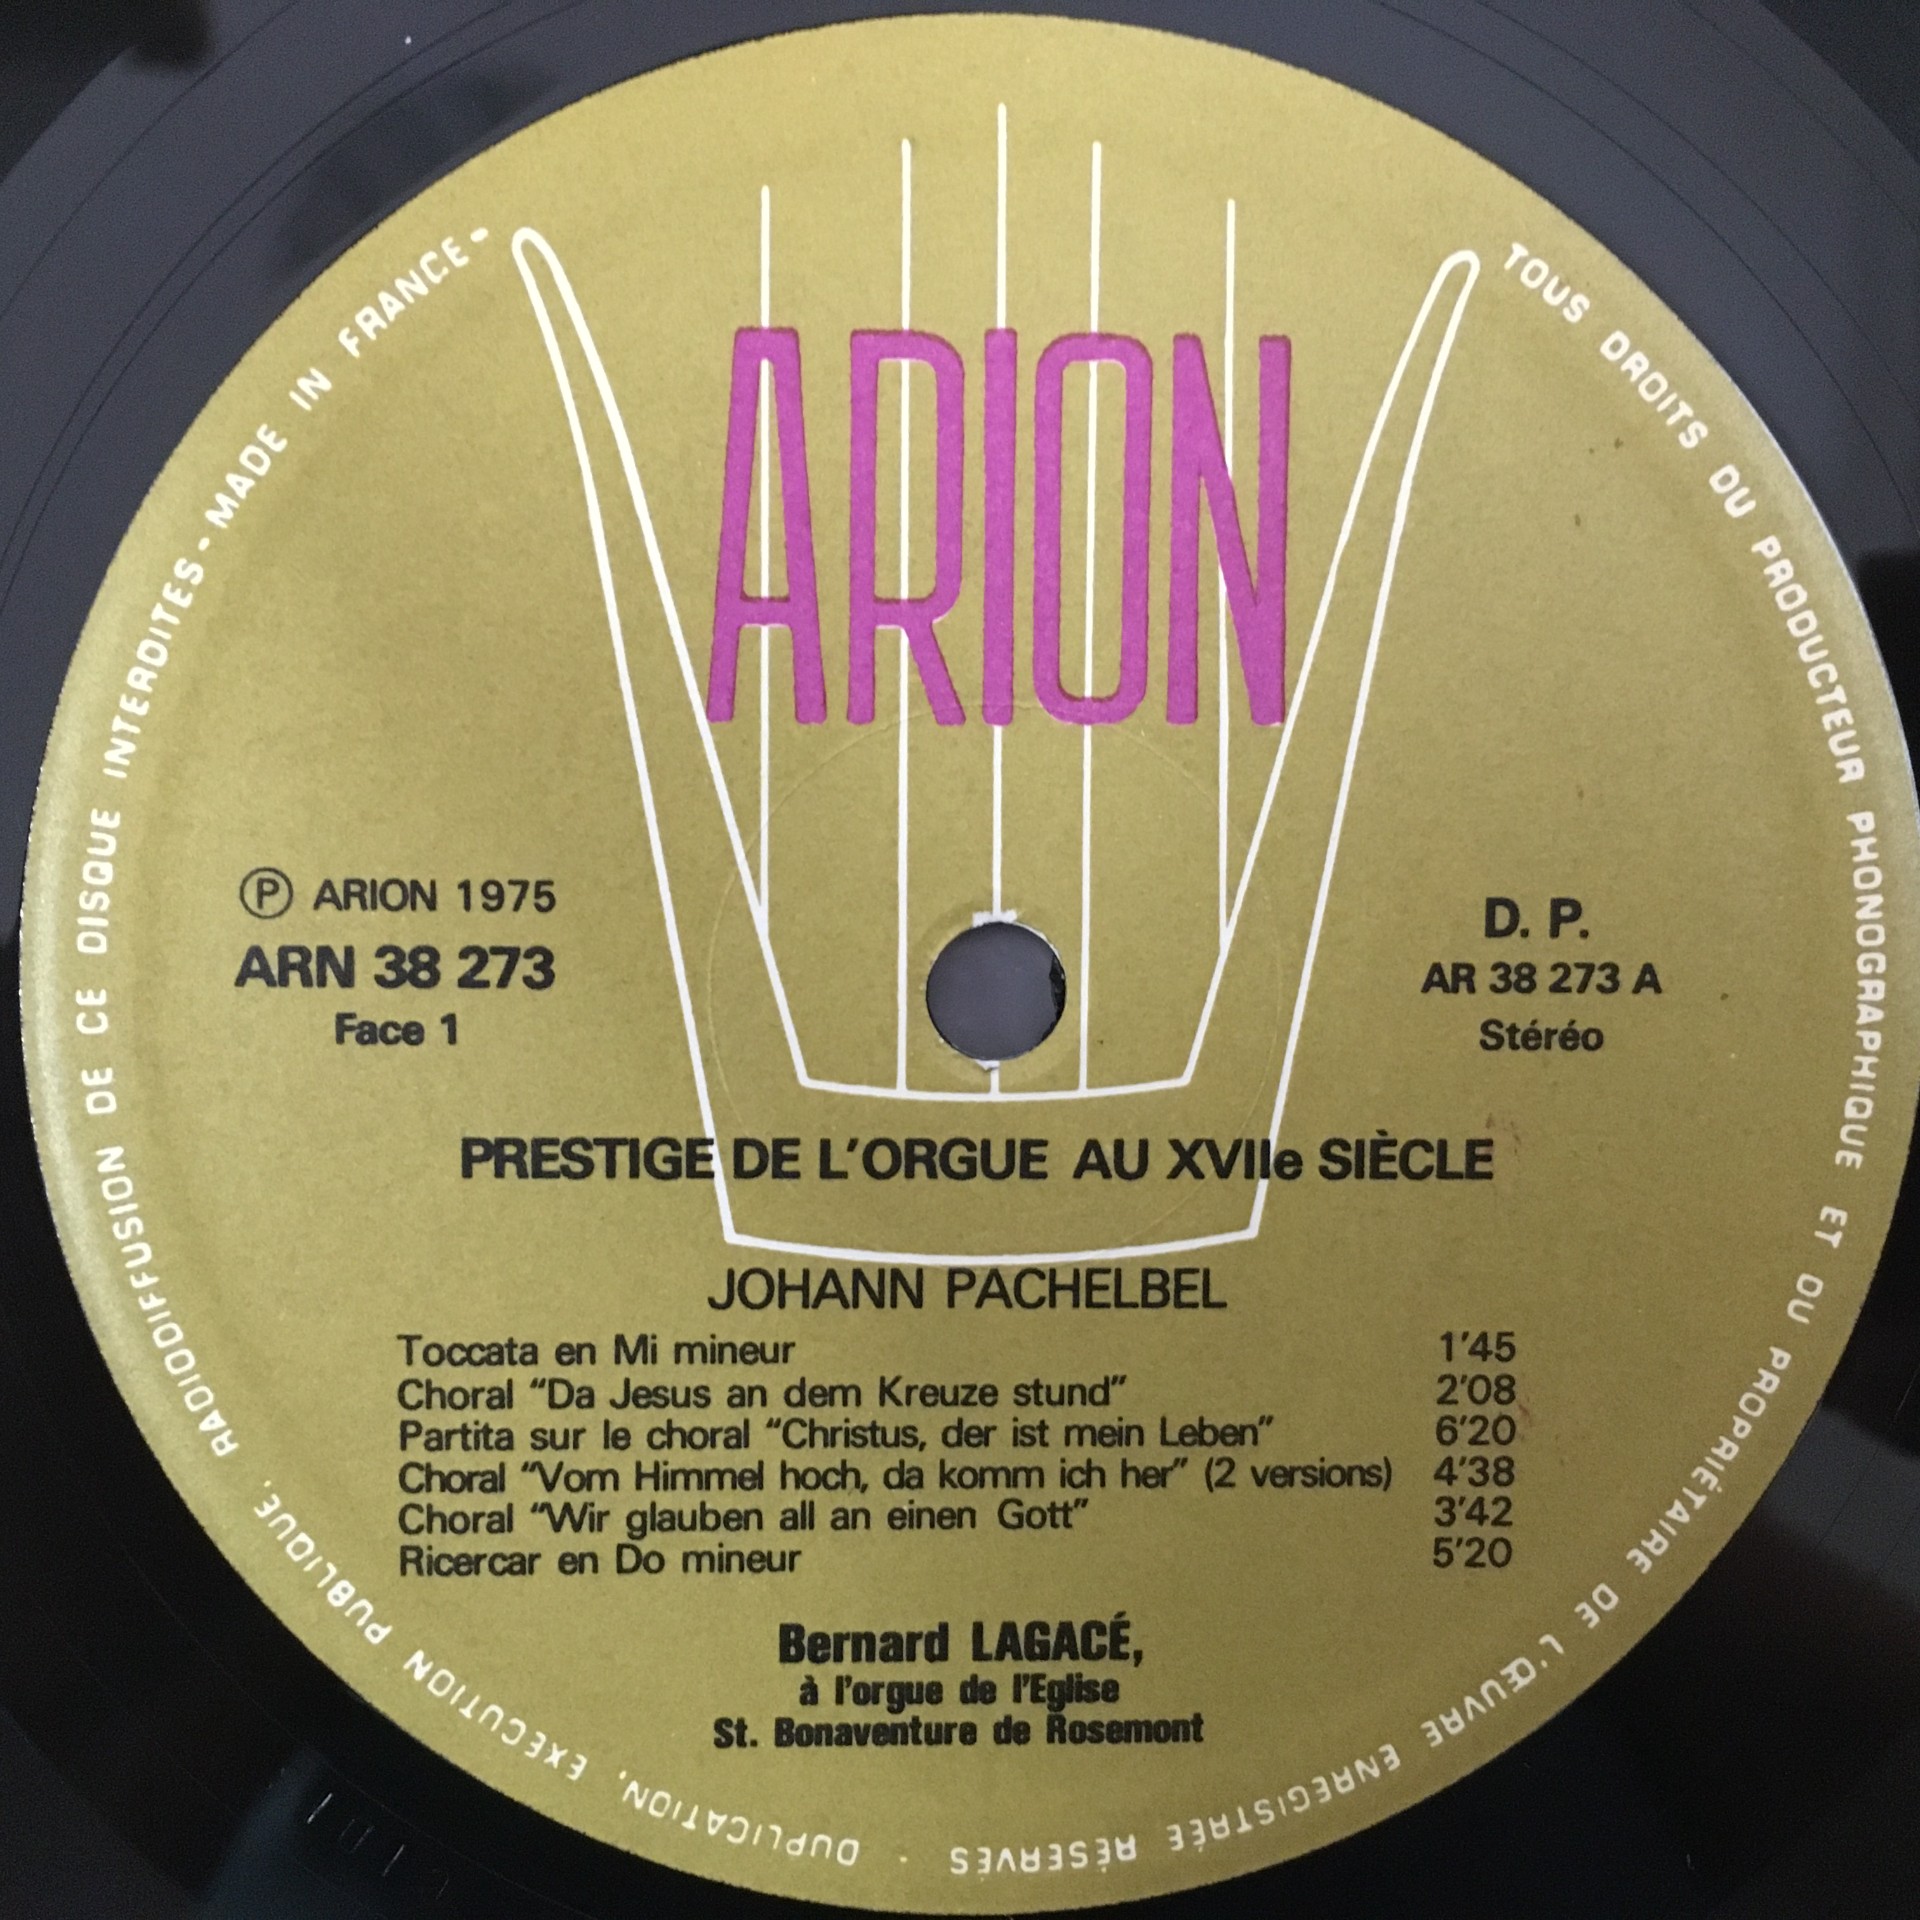 ARION
TOUS DROITS DU PRODUCTEUR PHONOGRAPHIQUE ET DU PROPRIÉTAIRE DE L'ŒUVRE ENREGISTRÉE RÉSERVÉS · DUPLICATION, EXÉCUTION PUBLIQUE, RADIODIFFUSION DE CE DISQUE INTERDITES - MADE IN FRANCE -
Ⓟ ARION 1975
ARN 38 273
Face 1
D. P.
AR 38 273 A
Stéréo
PRESTIGE DE L'ORGUE AU XVIIe SIÈCLE
JOHANN PACHELBEL
Toccata en Mi mineur 1'45
Choral "Da Jesus an dem Kreuze stund" 2'08
Partita sur le choral "Christus, der ist mein Leben" 6'20
Choral "Vom Himmel hoch, da komm ich her" (2 versions) 4'38
Choral "Wir glauben all an einen Gott" 3'42
Ricercar en Do mineur 5'20
Bernard LAGACÉ,
à l'orgue de l'Eglise
St. Bonaventure de Rosemont